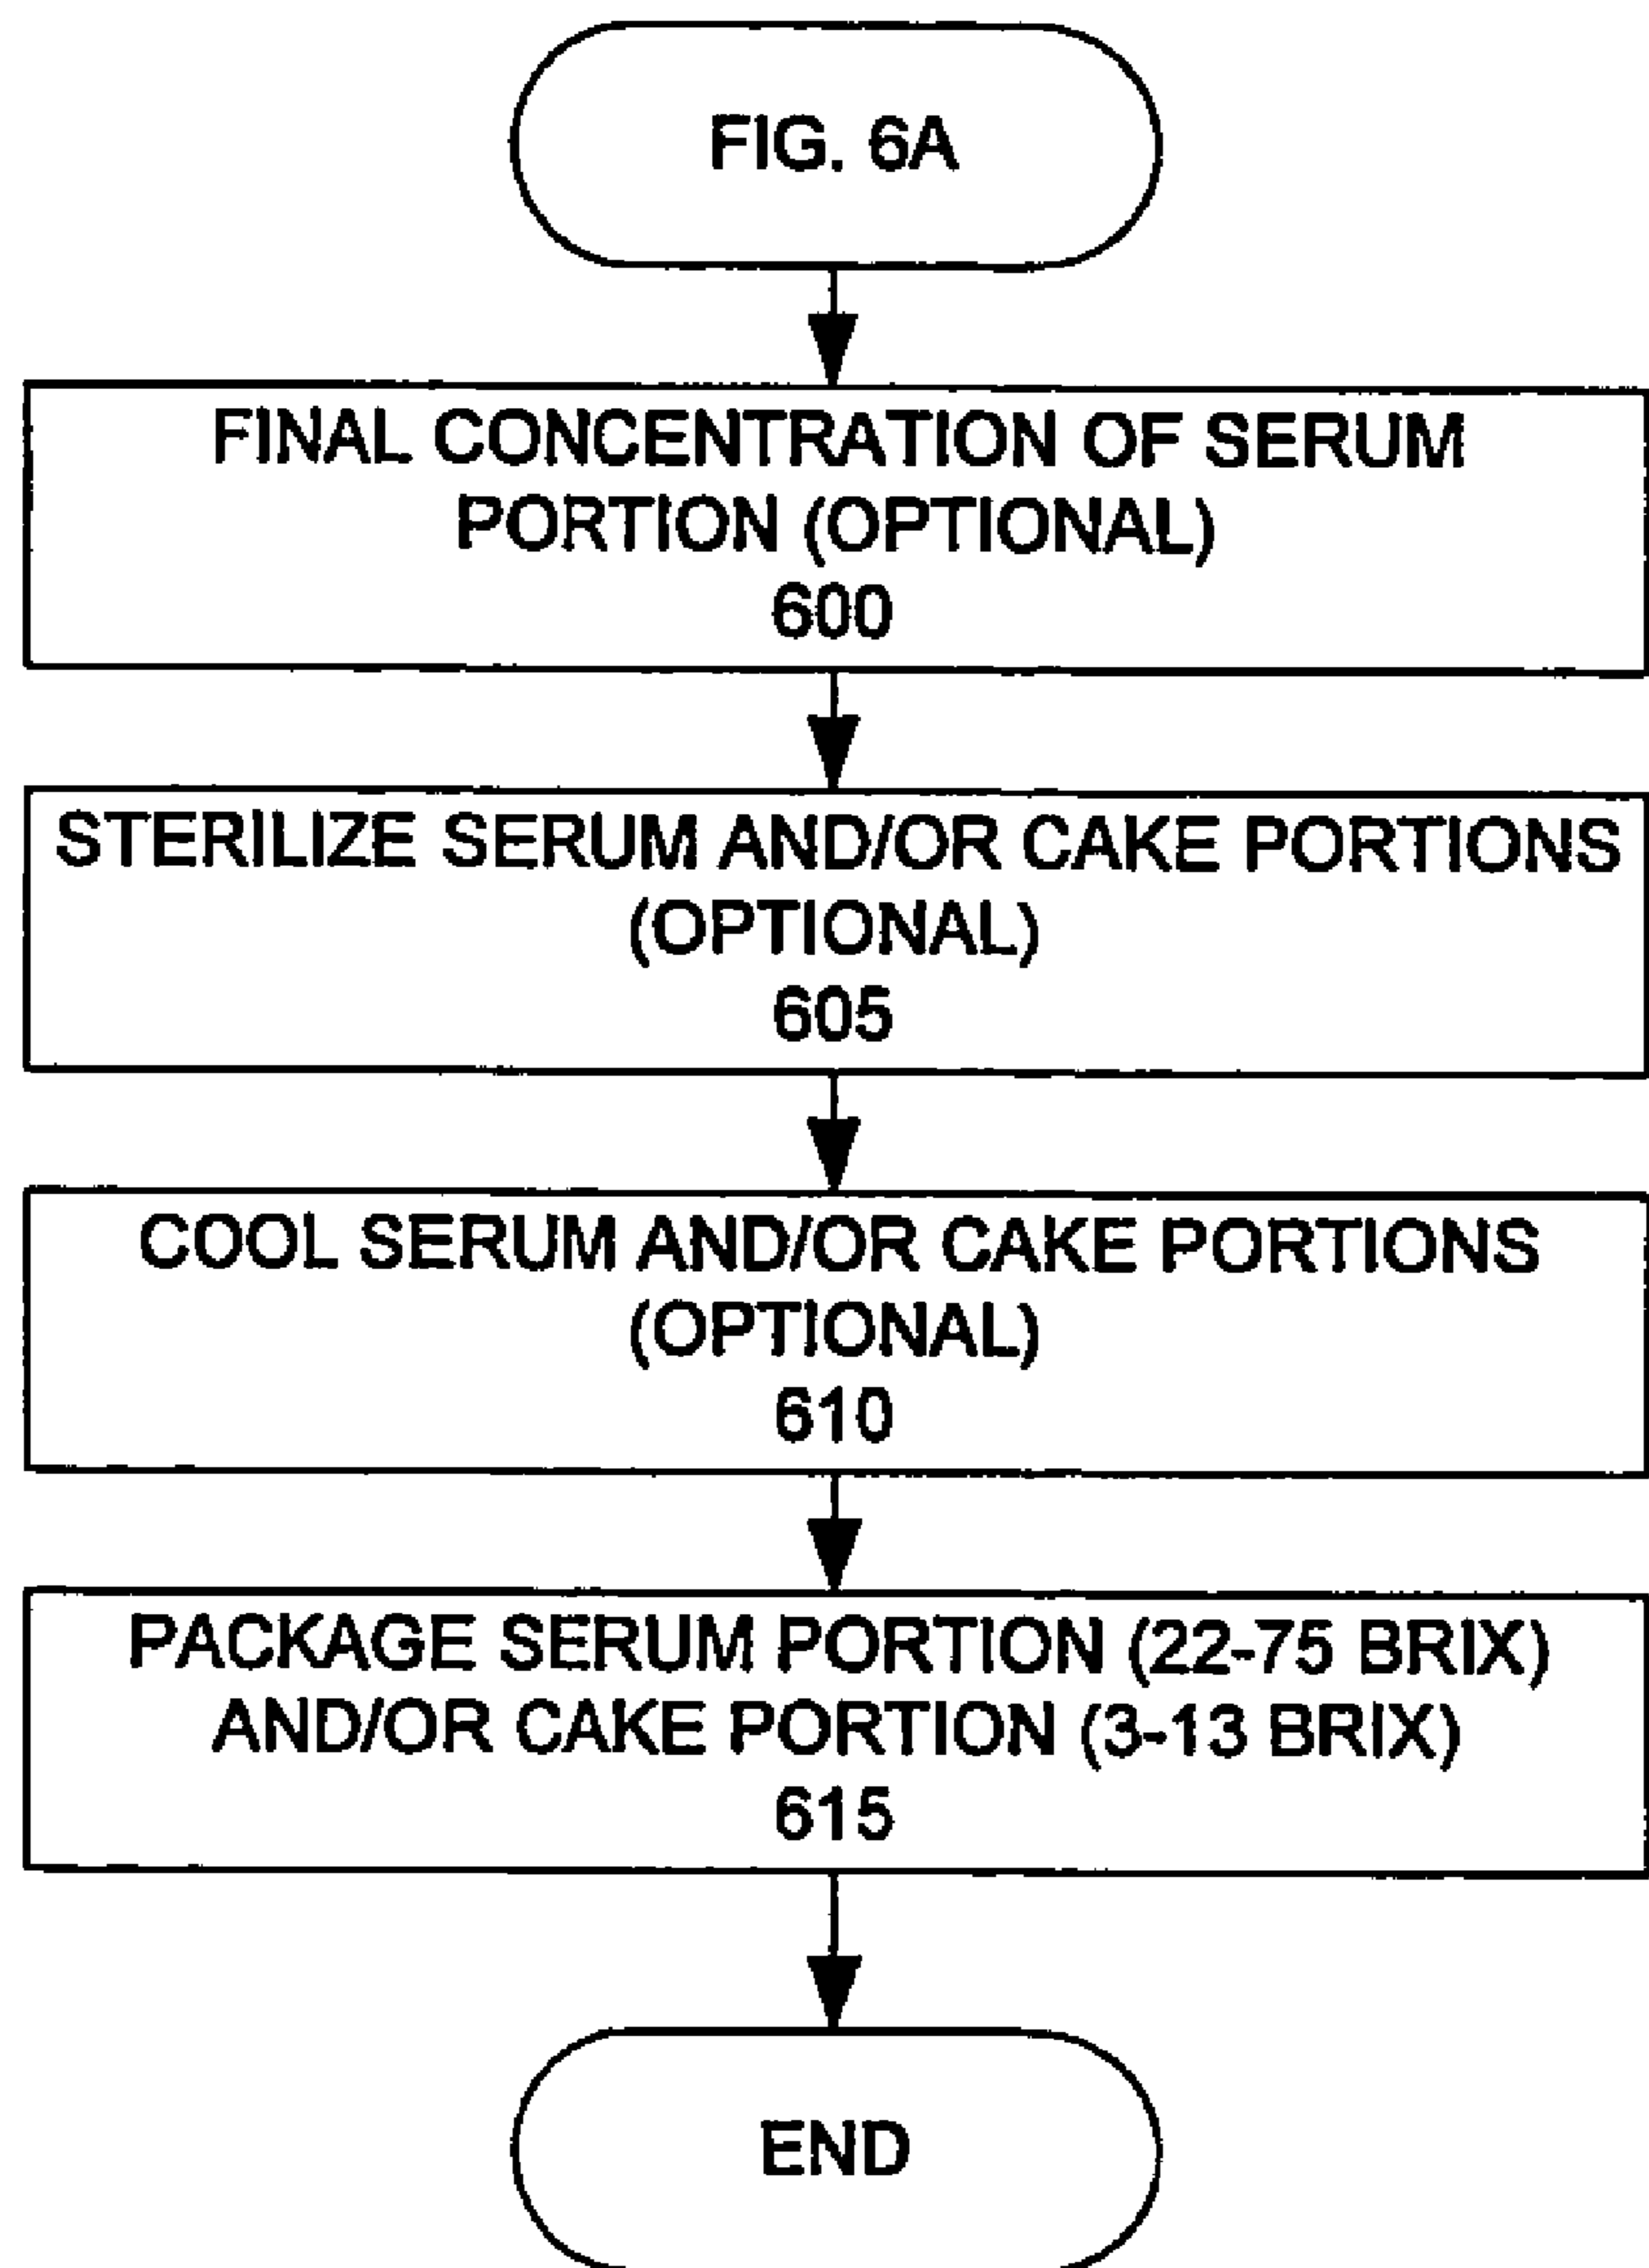 FIG. 6A
FINAL CONCENTRATION OF SERUM
PORTION (OPTIONAL)
600
STERILIZE SERUM AND/OR CAKE PORTIONS
(OPTIONAL)
605
COOL SERUM AND/OR CAKE PORTIONS
(OPTIONAL)
610
PACKAGE SERUM PORTION (22-75 BRIX)
AND/OR CAKE PORTION (3-13 BRIX)
615
END